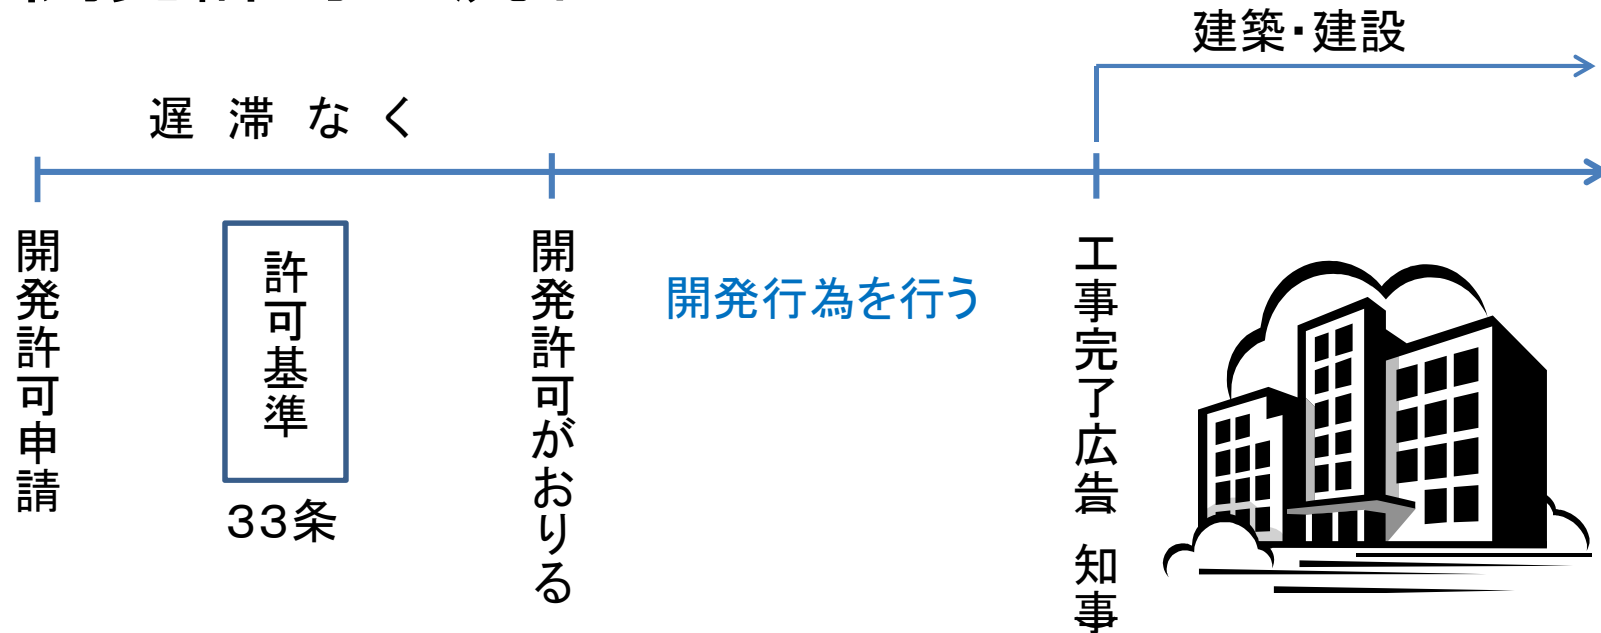 建築・建設
遅滞なく
開発許可申請
許可基準
33条
開発許可がおりる
開発行為を行う
工事完了広告 知事